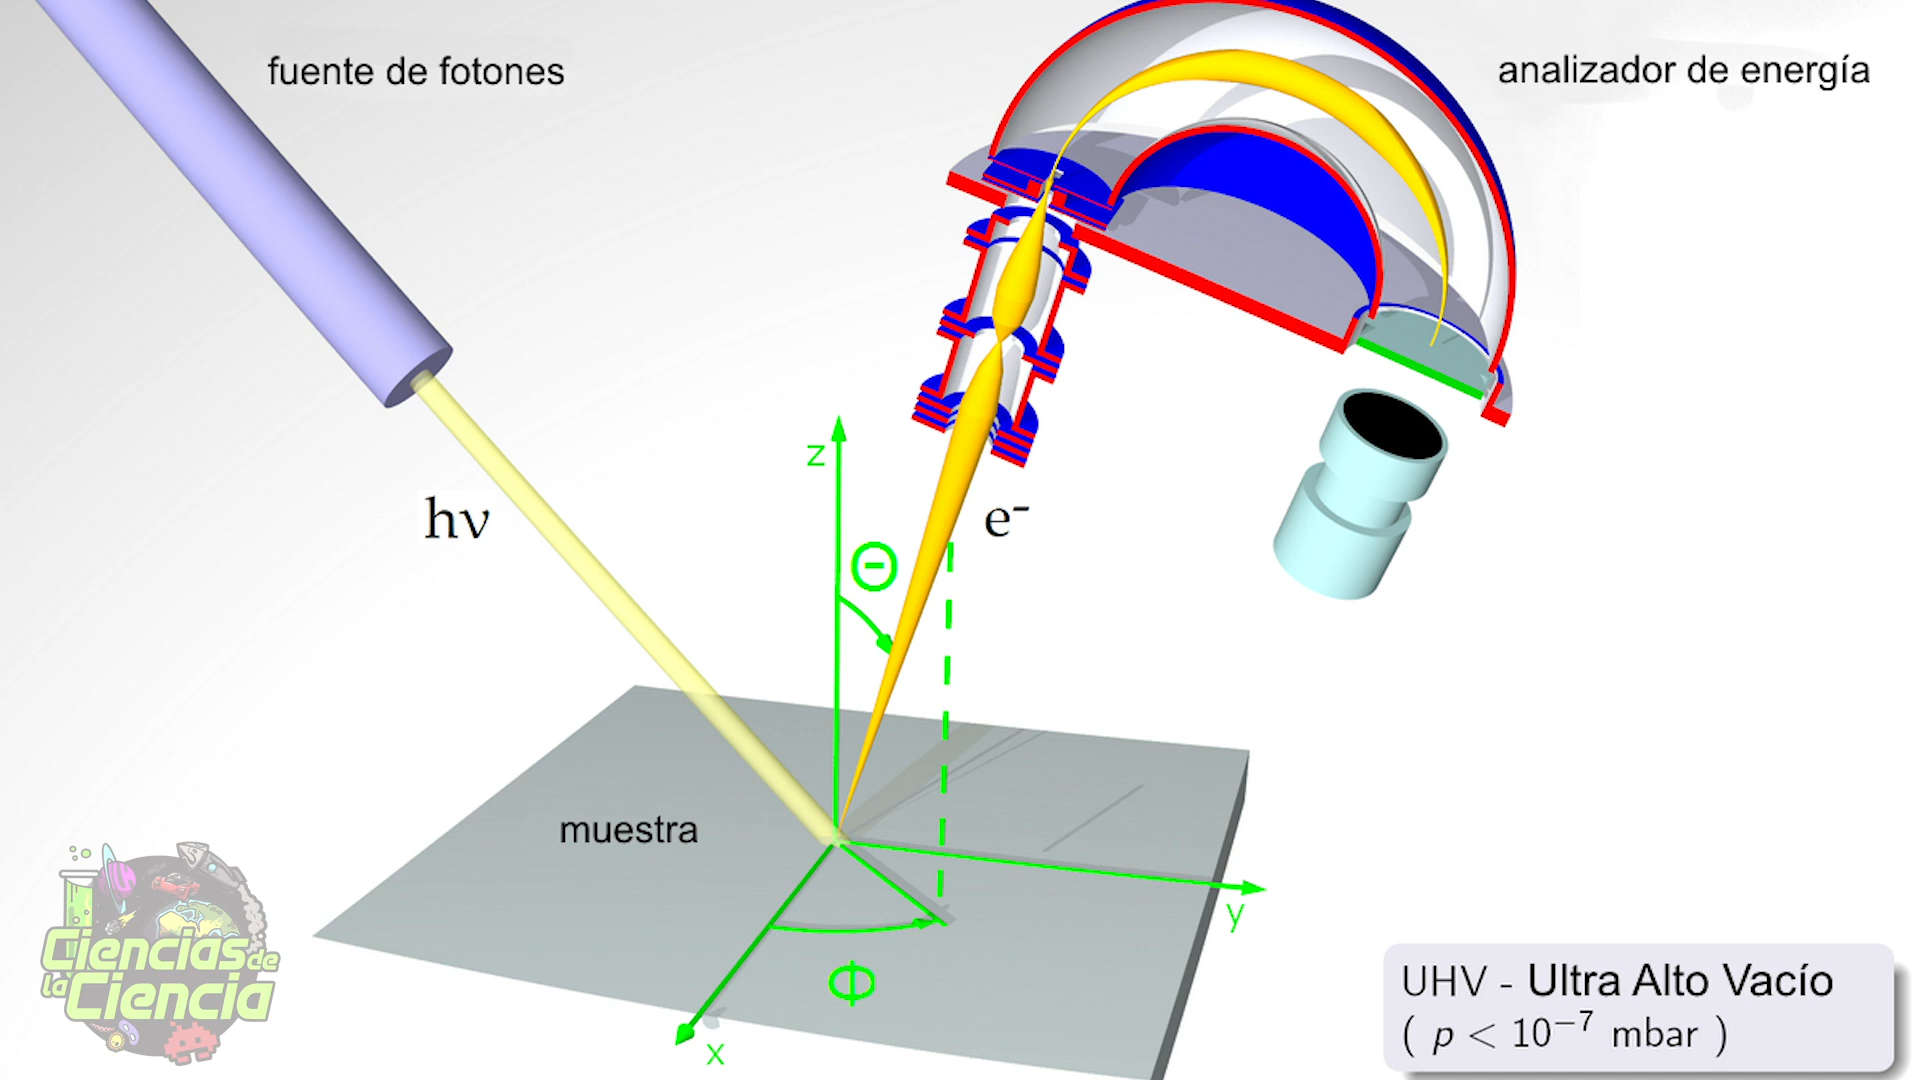 fuente de fotones
analizador de energía
z
hν
e⁻
Θ
muestra
y
Φ
x
Ciencias de
la Ciencia
UHV - Ultra Alto Vacío
( p < 10⁻⁷ mbar )